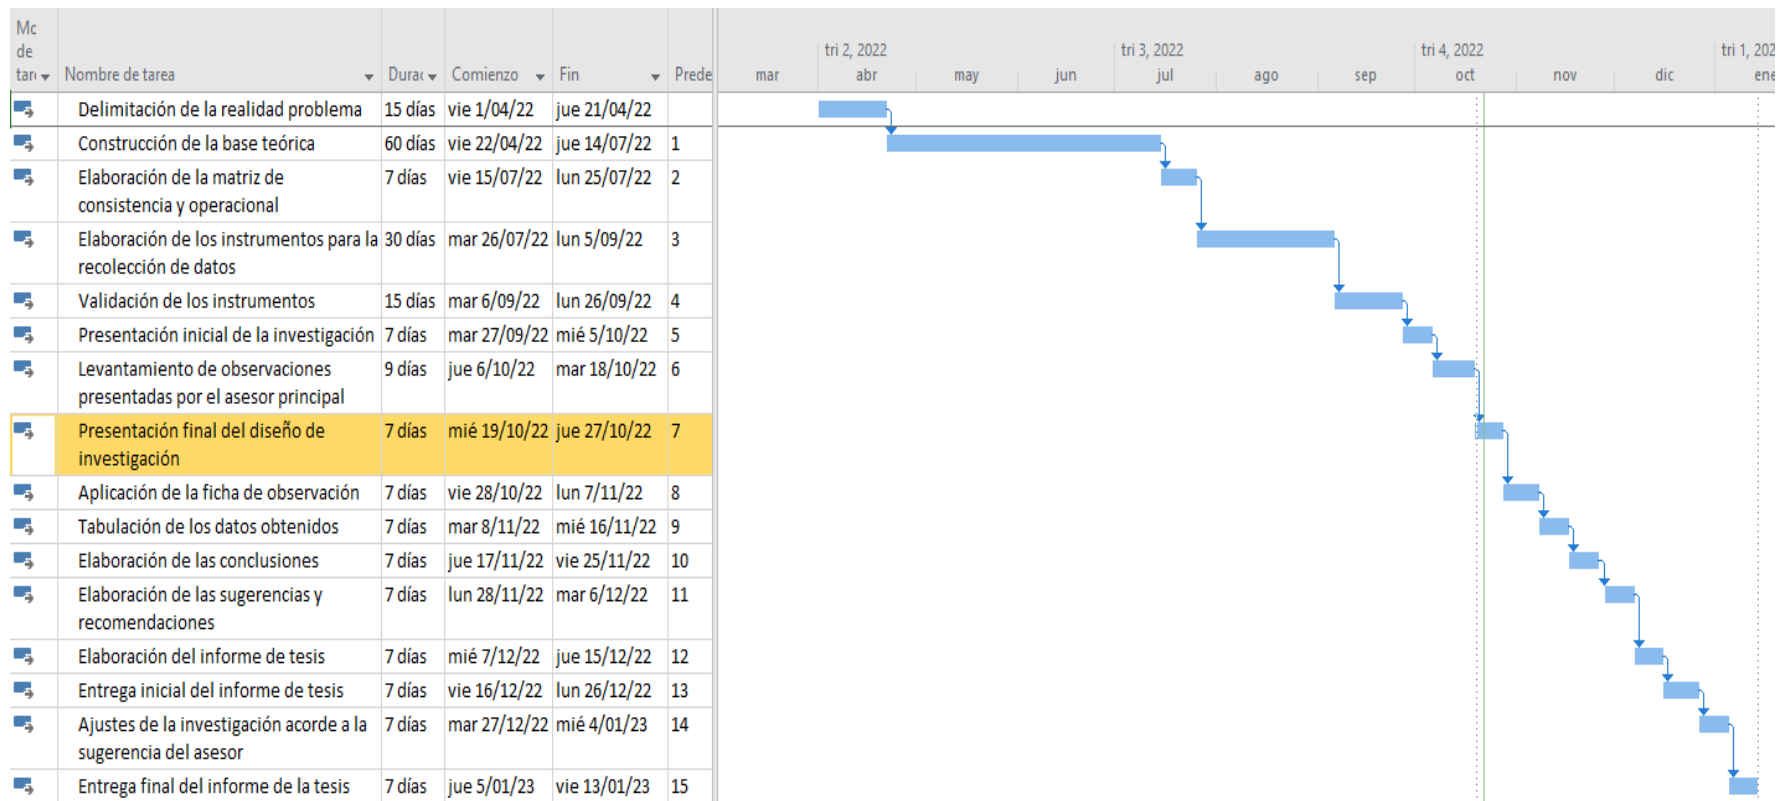 Mc
de
tar
Nombre de tarea Durac Comienzo Fin Prede
tri 2, 2022 tri 3, 2022 tri 4, 2022 tri 1, 202
mar abr may jun jul ago sep oct nov dic ene
Delimitación de la realidad problema 15 días vie 1/04/22 jue 21/04/22
Construcción de la base teórica 60 días vie 22/04/22 jue 14/07/22 1
Elaboración de la matriz de 7 días vie 15/07/22 lun 25/07/22 2
consistencia y operacional
Elaboración de los instrumentos para la 30 días mar 26/07/22 lun 5/09/22 3
recolección de datos
Validación de los instrumentos 15 días mar 6/09/22 lun 26/09/22 4
Presentación inicial de la investigación 7 días mar 27/09/22 mié 5/10/22 5
Levantamiento de observaciones 9 días jue 6/10/22 mar 18/10/22 6
presentadas por el asesor principal
Presentación final del diseño de 7 días mié 19/10/22 jue 27/10/22 7
investigación
Aplicación de la ficha de observación 7 días vie 28/10/22 lun 7/11/22 8
Tabulación de los datos obtenidos 7 días mar 8/11/22 mié 16/11/22 9
Elaboración de las conclusiones 7 días jue 17/11/22 vie 25/11/22 10
Elaboración de las sugerencias y 7 días lun 28/11/22 mar 6/12/22 11
recomendaciones
Elaboración del informe de tesis 7 días mié 7/12/22 jue 15/12/22 12
Entrega inicial del informe de tesis 7 días vie 16/12/22 lun 26/12/22 13
Ajustes de la investigación acorde a la 7 días mar 27/12/22 mié 4/01/23 14
sugerencia del asesor
Entrega final del informe de la tesis 7 días jue 5/01/23 vie 13/01/23 15